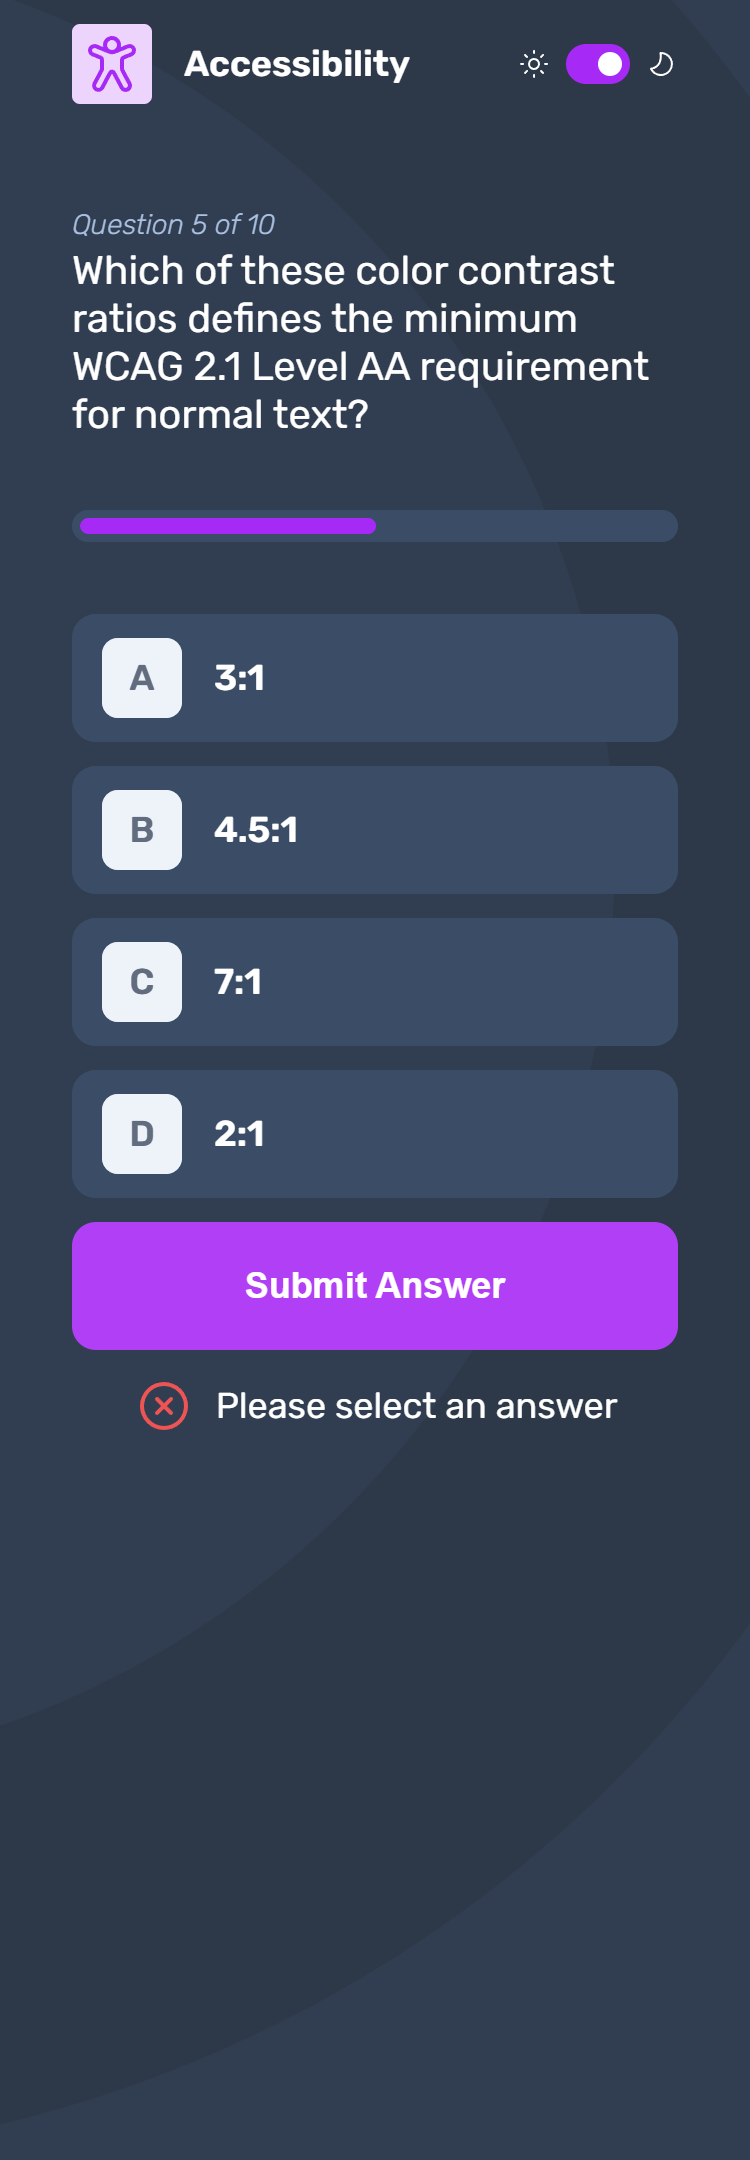 Accessibility
Question 5 of 10
Which of these color contrast
ratios defines the minimum
WCAG 2.1 Level AA requirement
for normal text?
A 3:1
B 4.5:1
C 7:1
D 2:1
Submit Answer
Please select an answer